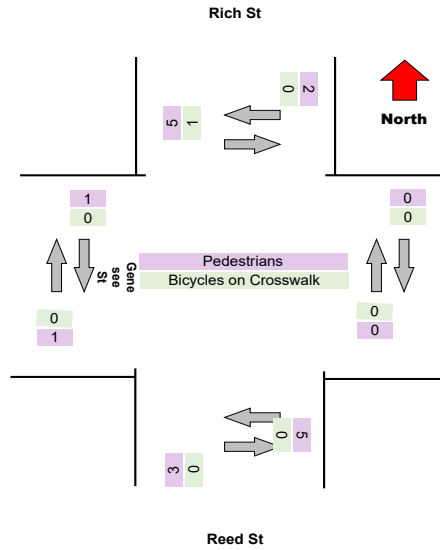 Rich St
0 2
5 1
North
1
0
0
0
Gene
see
St
Pedestrians
Bicycles on Crosswalk
0
1
0
0
0 5
3 0
Reed St